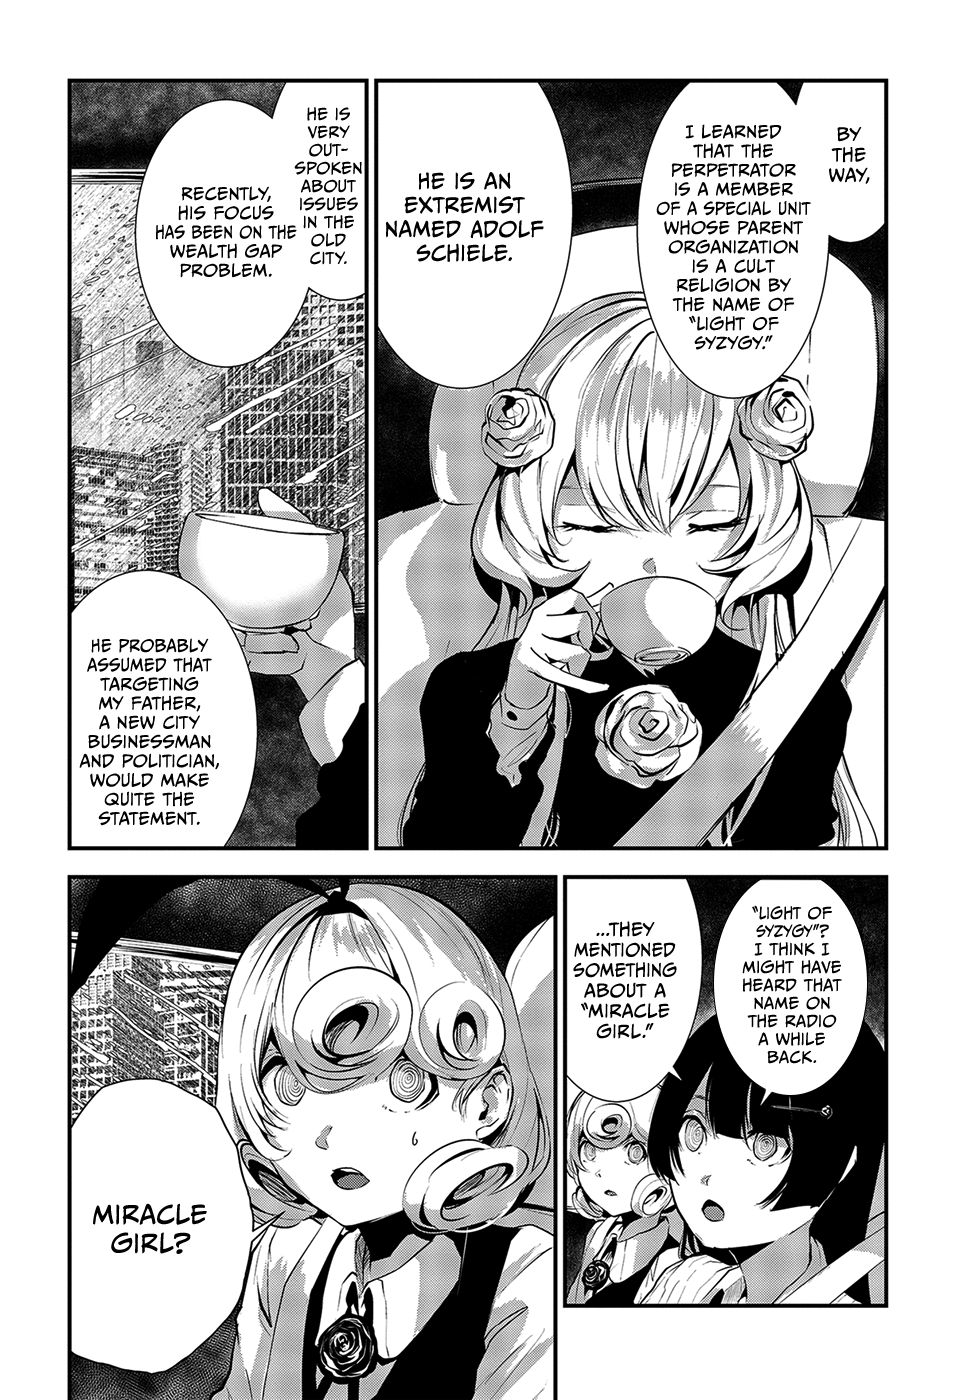 BY
THE
WAY,
I LEARNED
THAT THE
PERPETRATOR
IS A MEMBER
OF A SPECIAL UNIT
WHOSE PARENT
ORGANIZATION
IS A CULT
RELIGION BY
THE NAME OF
"LIGHT OF
SYZYGY."
HE IS AN
EXTREMIST
NAMED ADOLF
SCHIELE.
HE IS
VERY
OUT-
SPOKEN
ABOUT
ISSUES
IN THE
OLD
CITY.
RECENTLY,
HIS FOCUS
HAS BEEN ON THE
WEALTH GAP
PROBLEM.
HE PROBABLY
ASSUMED THAT
TARGETING
MY FATHER,
A NEW CITY
BUSINESSMAN
AND POLITICIAN,
WOULD MAKE
QUITE THE
STATEMENT.
"LIGHT OF
SYZYGY"?
I THINK I
MIGHT HAVE
HEARD THAT
NAME ON
THE RADIO
A WHILE
BACK.
...THEY
MENTIONED
SOMETHING
ABOUT A
"MIRACLE
GIRL."
MIRACLE
GIRL?